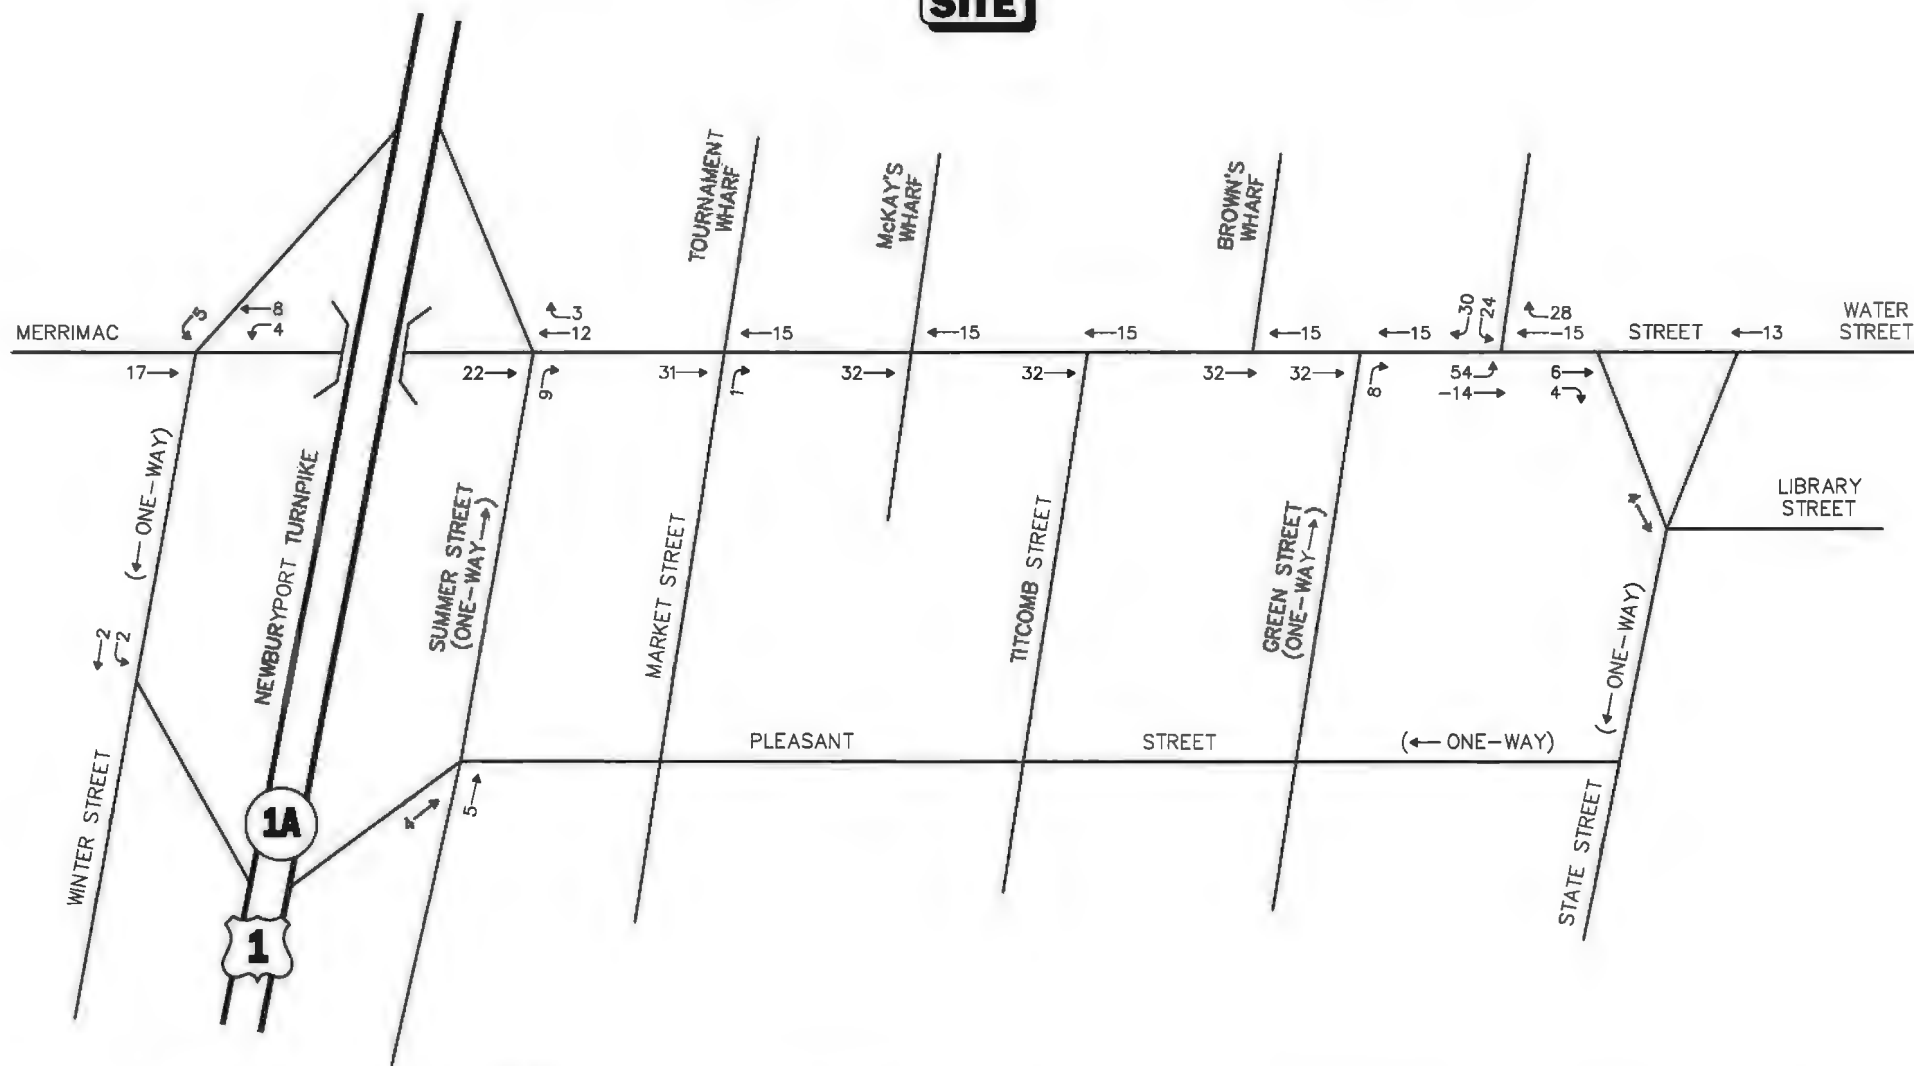 SITE
TOURNAMENT
WHARF
McKAY'S
WHARF
BROWN'S
WHARF
MERRIMAC
5
8
4
3
12
15
15
15
15
15
30
24
28
-15
STREET
13
WATER
STREET
17
22
9
31
1
32
32
32
32
8
54
-14
6
4
(← ONE-WAY)
NEWBURYPORT TURNPIKE
SUMMER STREET
(ONE-WAY→)
MARKET STREET
TITCOMB STREET
GREEN STREET
(ONE-WAY→)
LIBRARY
STREET
(← ONE-WAY)
2
2
PLEASANT
STREET
(← ONE-WAY)
WINTER STREET
1A
5
STATE STREET
1